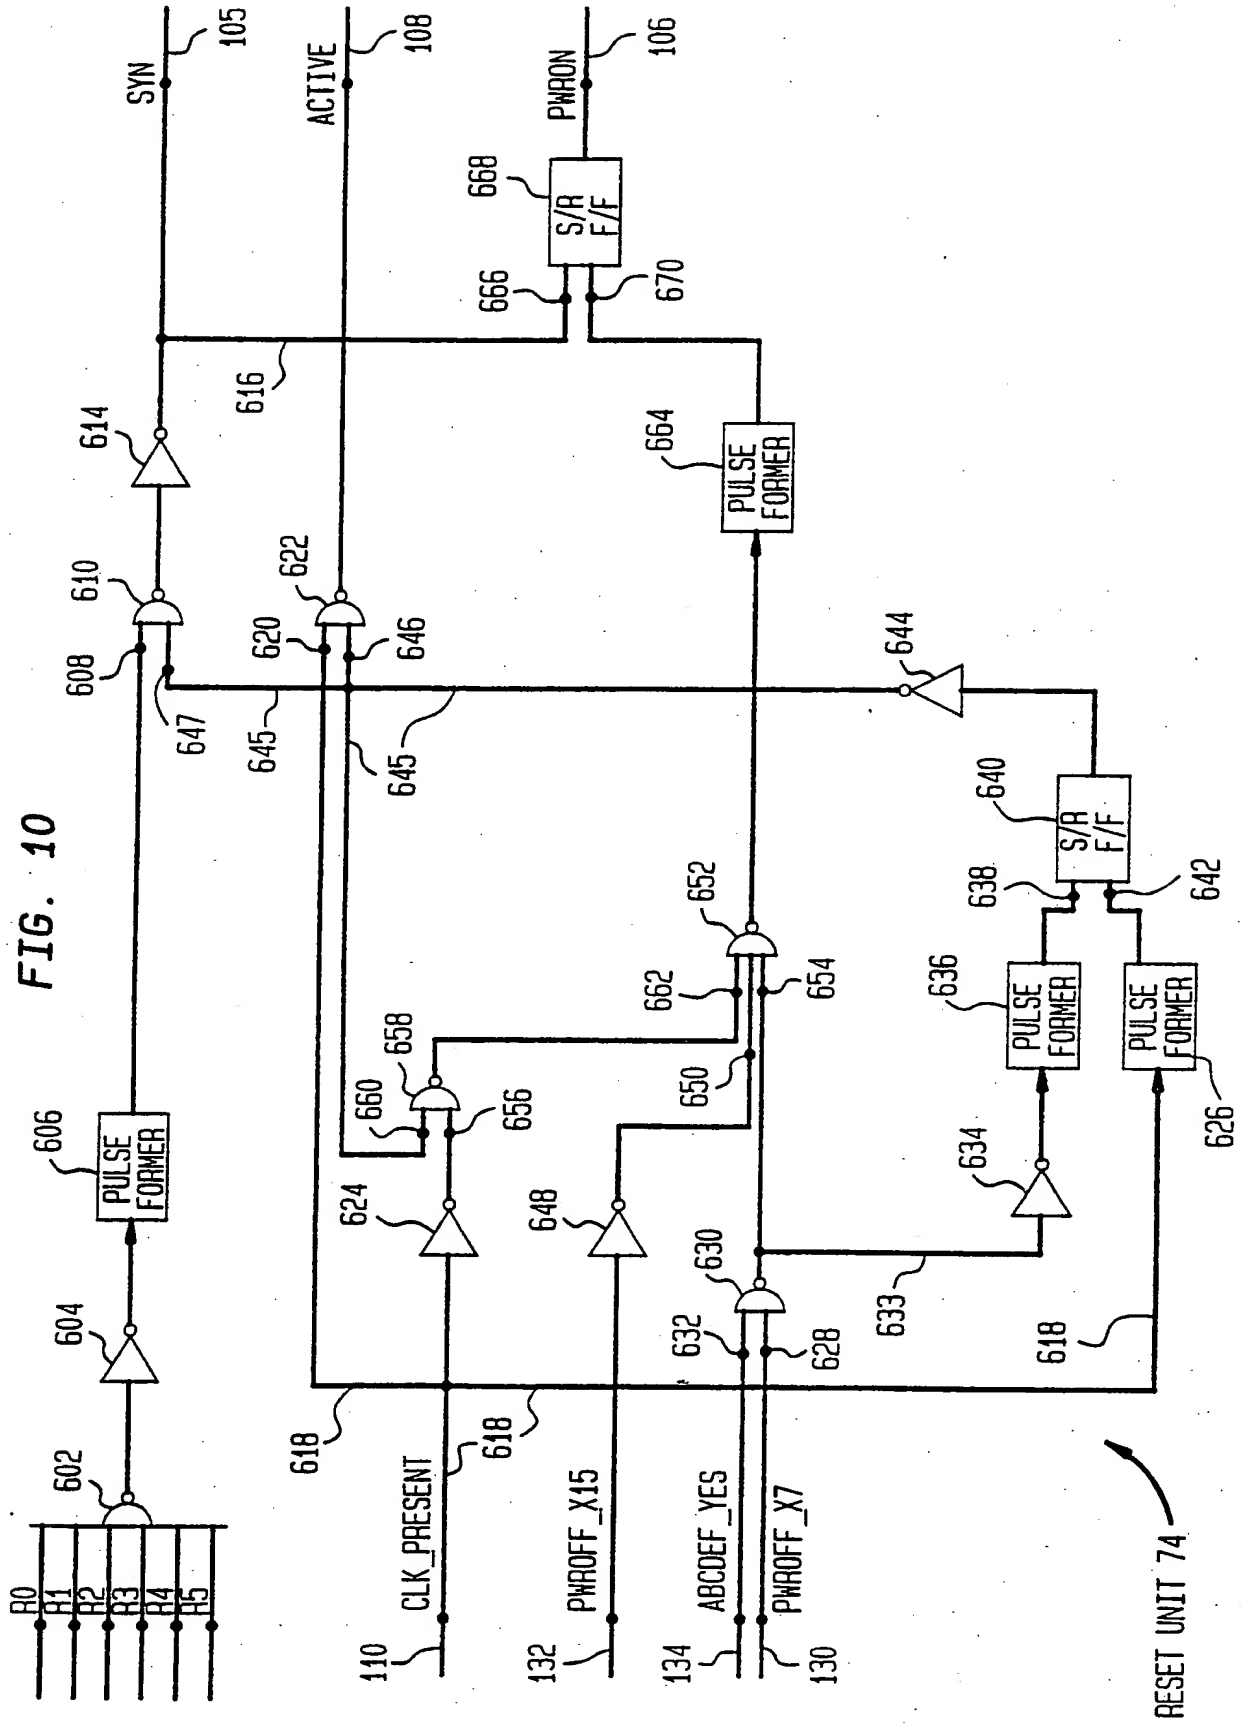 FIG. 10
R0
R1
R2
R3
R4
R5
602
604
606
PULSE
FORMER
608
610
614
SYN
105
647
645
616
110
CLK_PRESENT
618
618
618
624
656
660
658
645
620
646
622
ACTIVE
108
132
PWROFF_X15
648
650
662
652
654
PULSE
FORMER
664
666
670
668
S/R
F/F
PWRON
106
134
ABCDEF_YES
632
130
PWROFF_X7
628
630
633
634
636
PULSE
FORMER
638
618
PULSE
FORMER
626
642
640
S/R
F/F
644
RESET UNIT 74